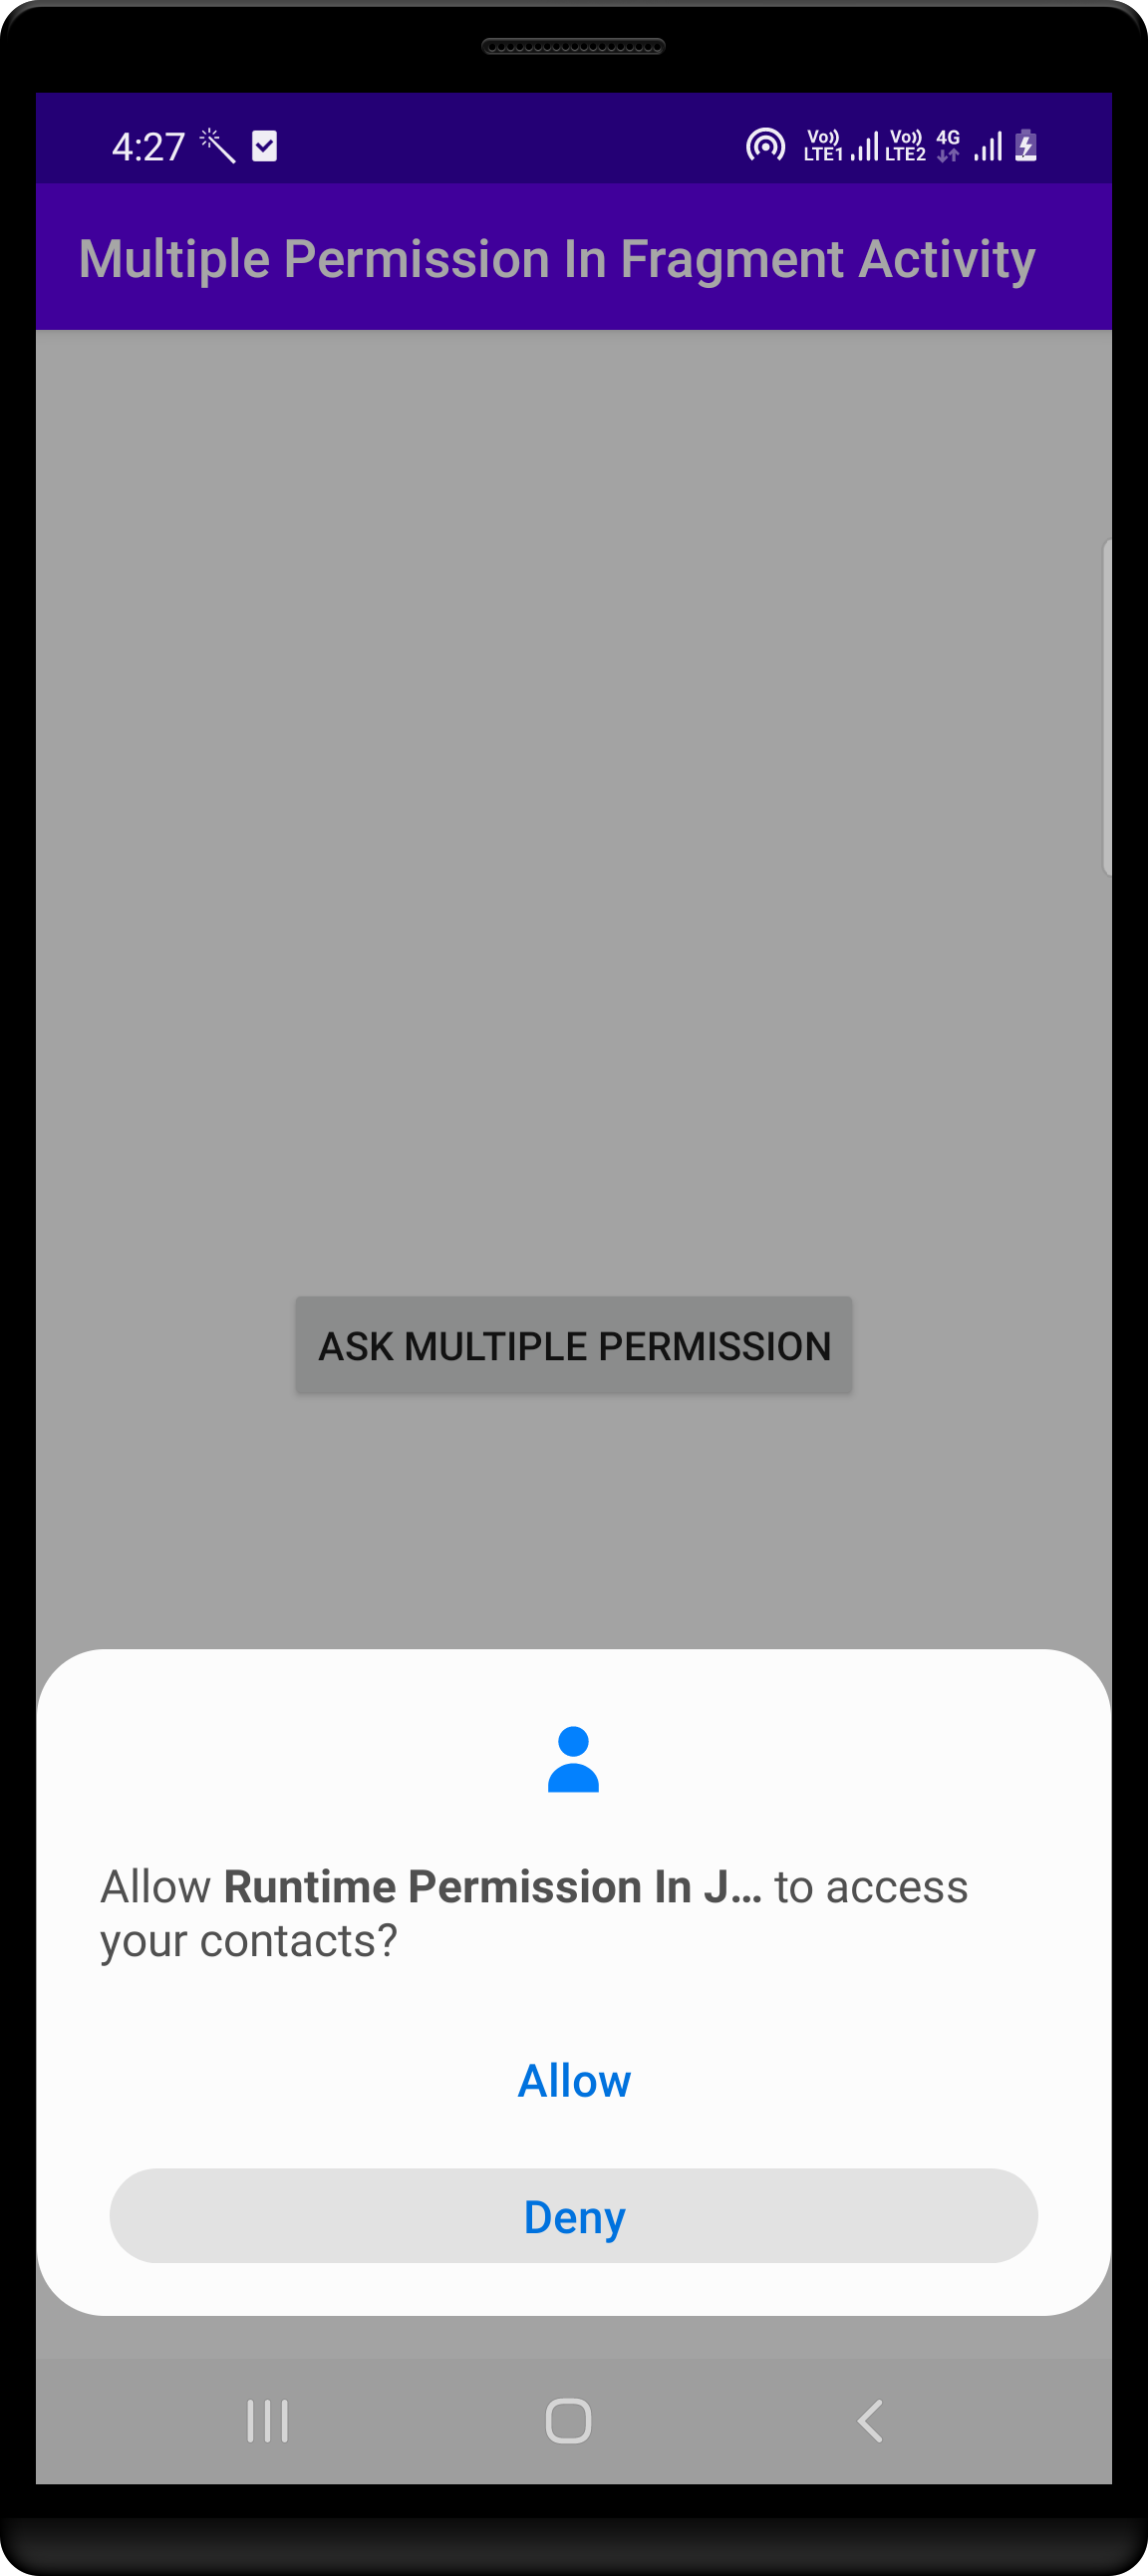 4:27 Vo)) LTE1 Vo)) LTE2 4G
Multiple Permission In Fragment Activity
ASK MULTIPLE PERMISSION
Allow Runtime Permission In J... to access
your contacts?
Allow
Deny